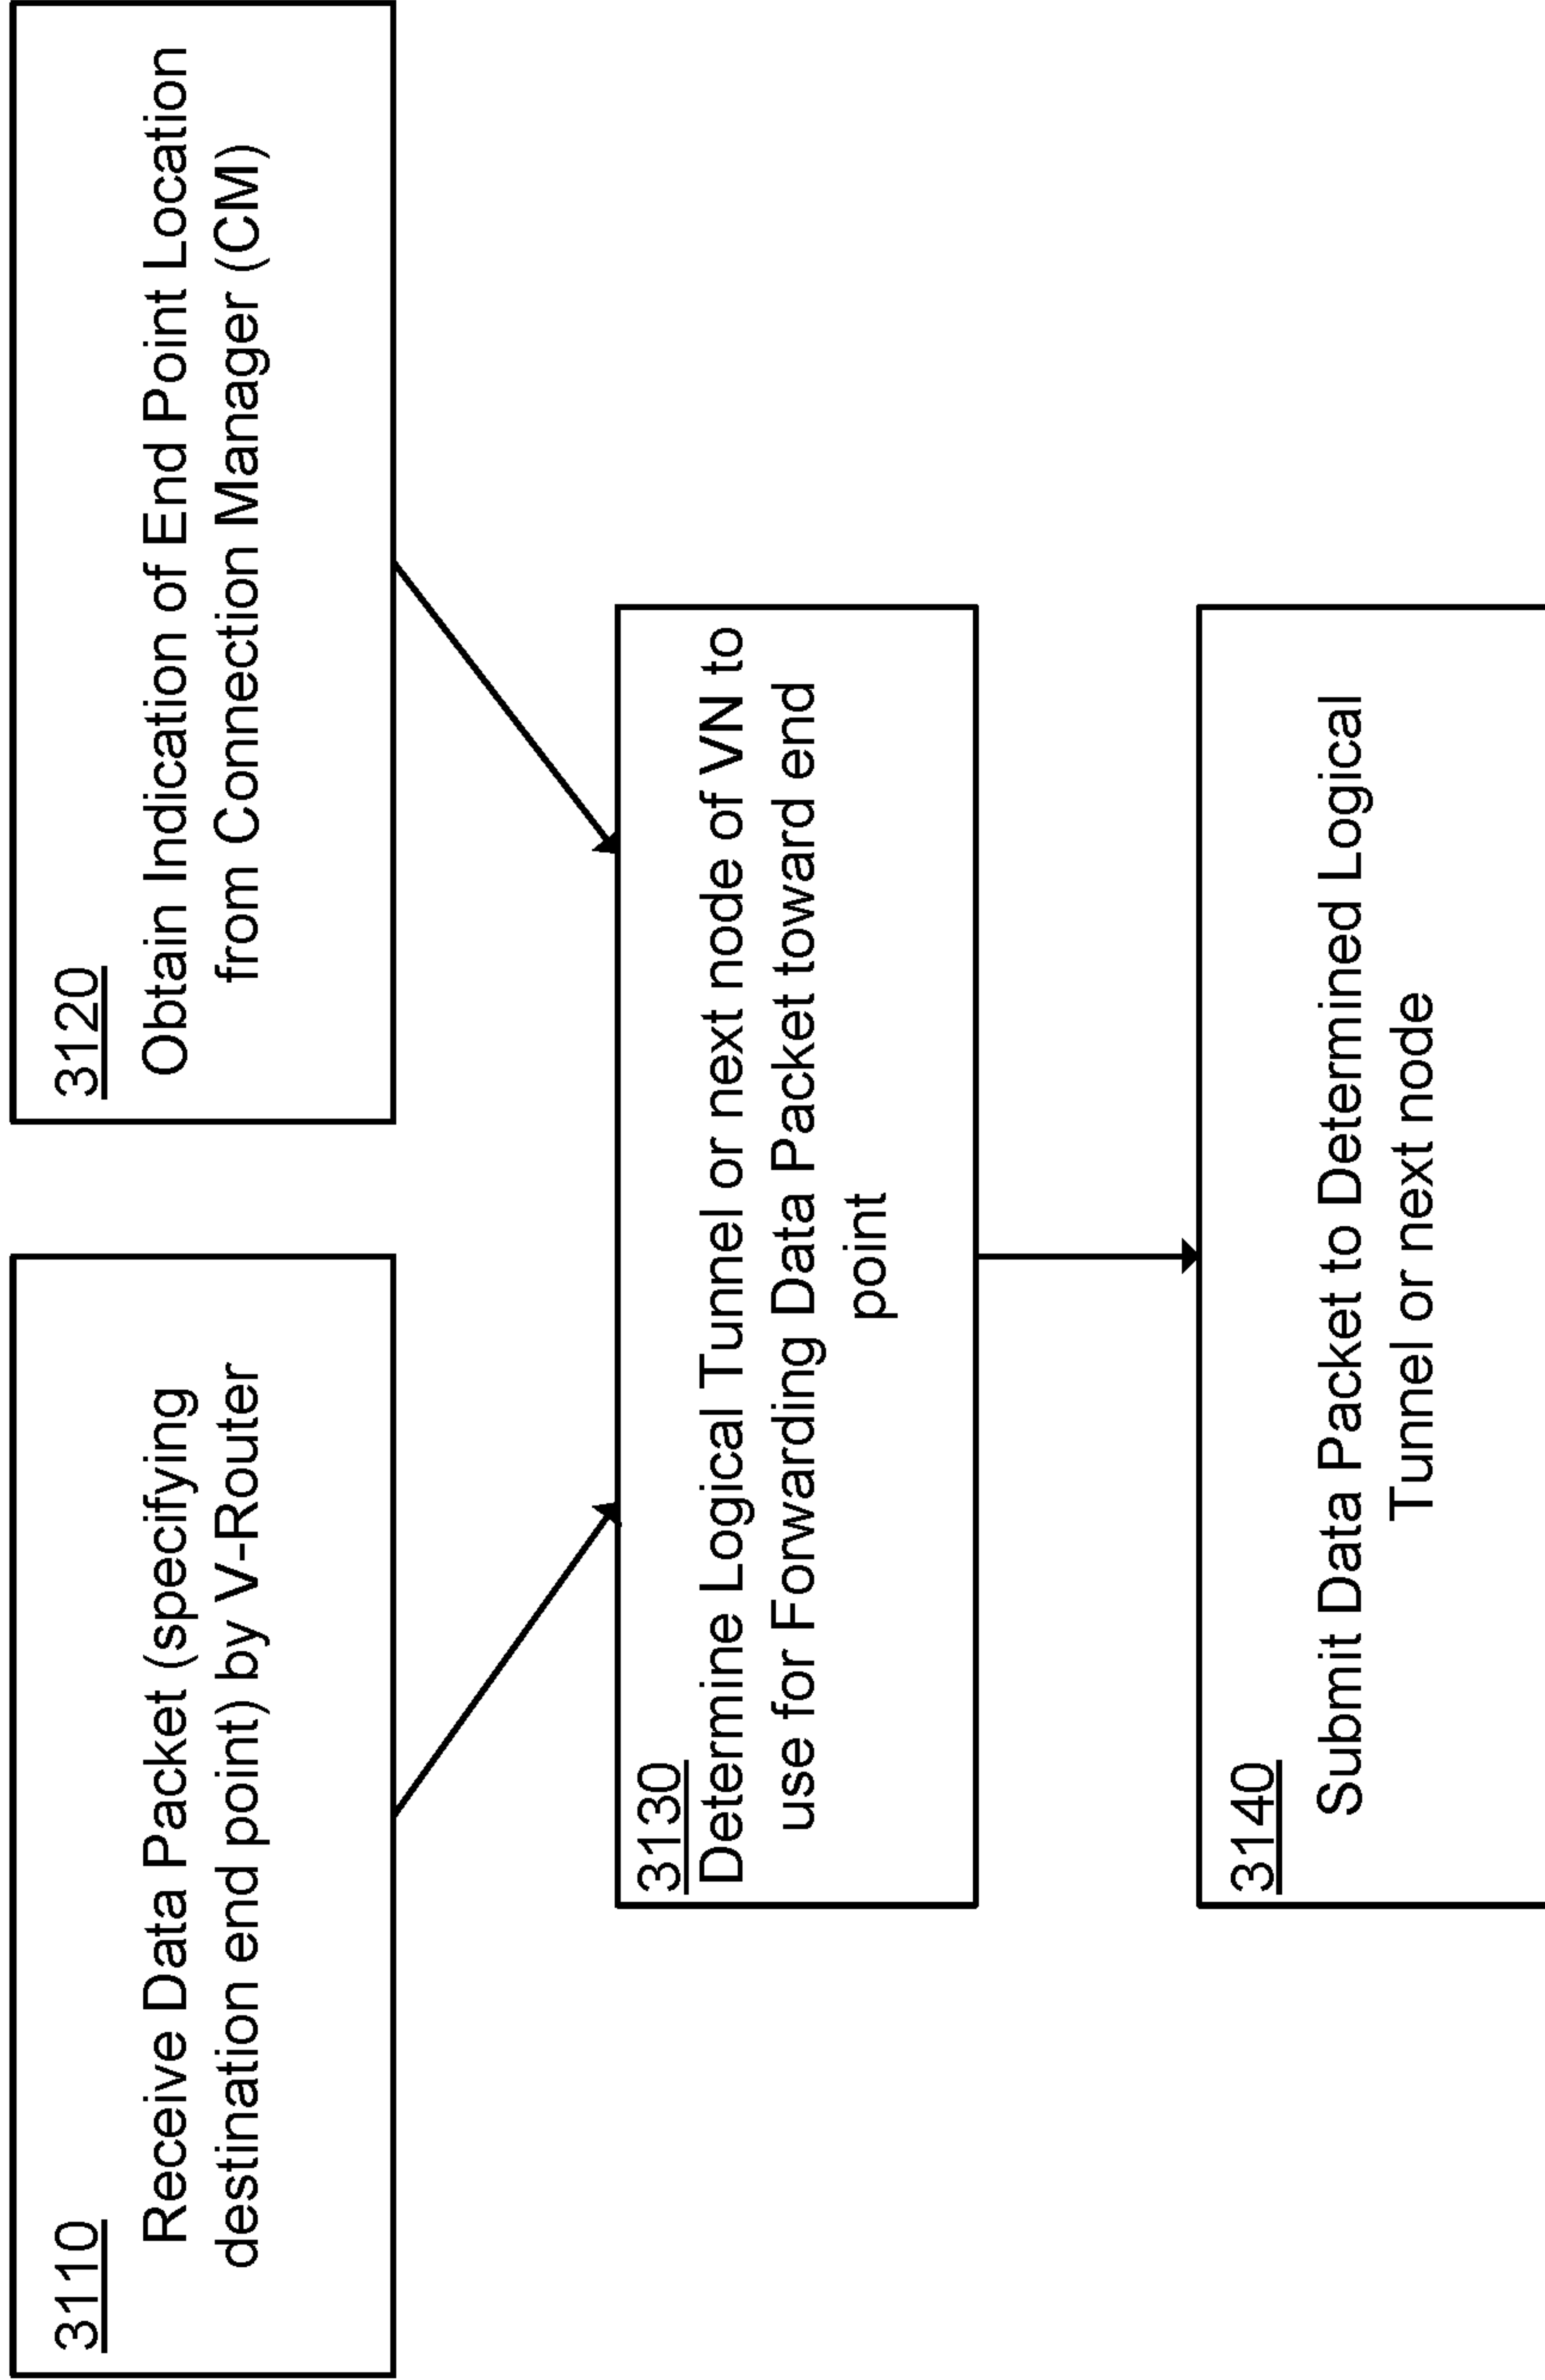 3110
Receive Data Packet (specifying
destination end point) by V-Router
3120
Obtain Indication of End Point Location
from Connection Manager (CM)
3130
Determine Logical Tunnel or next node of VN to
use for Forwarding Data Packet toward end
point
3140
Submit Data Packet to Determined Logical
Tunnel or next node